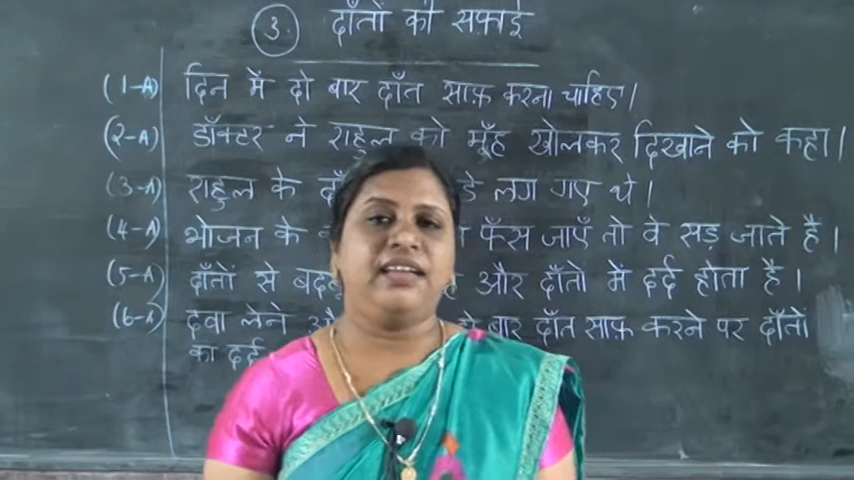 3. दाँतों की सफाई
(1-A) दिन में दो बार दाँत साफ़ करना चाहिए।
(2-A) डॉक्टर ने राहुल को मूँह खोलकर दिखाने को कहा।
(3-A) राहुल के लग गए थे।
(4-A) भोजन के फँस जाएँ तो वे सड़ जाते है।
(5-A) दाँतों से और दाँतो में दर्द होता है।
(6-A) दवा लेने बार दाँत साफ़ करने पर दाँतो
का दर्द